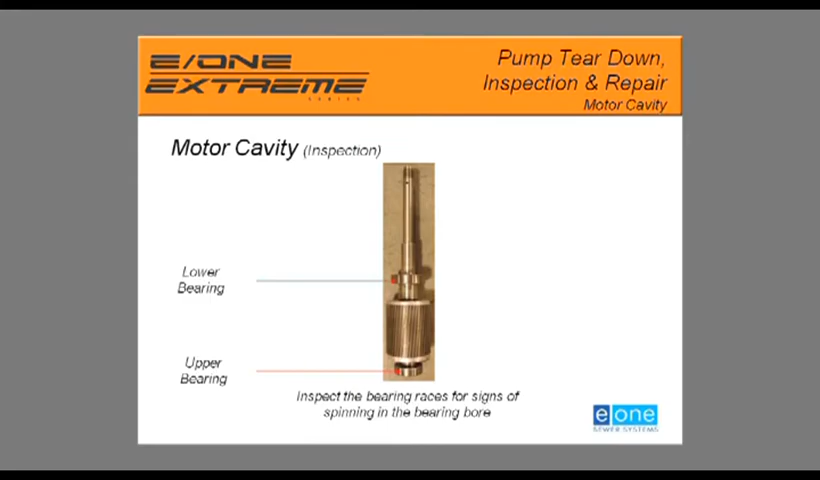 E/ONE
EXTREME
SERIES
Pump Tear Down,
Inspection & Repair
Motor Cavity
Motor Cavity (Inspection)
Lower
Bearing
Upper
Bearing
Inspect the bearing races for signs of
spinning in the bearing bore
e one
SEWER SYSTEMS